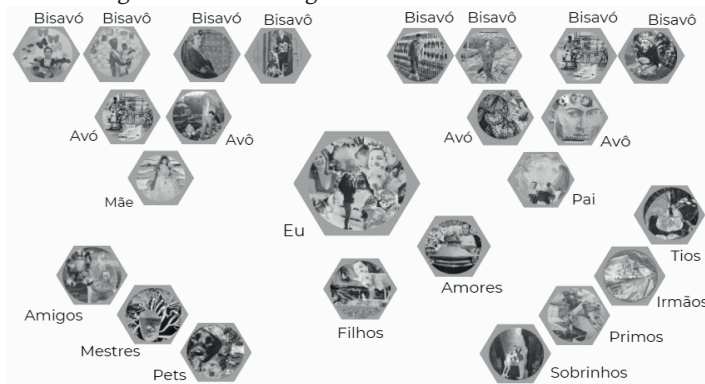 Bisavó Bisavô Bisavó Bisavô Bisavó Bisavô Bisavó Bisavô
Avó Avô Avó Avô
Mãe Eu Pai
Tios
Amigos Amores Irmãos
Mestres Filhos Primos
Pets Sobrinhos